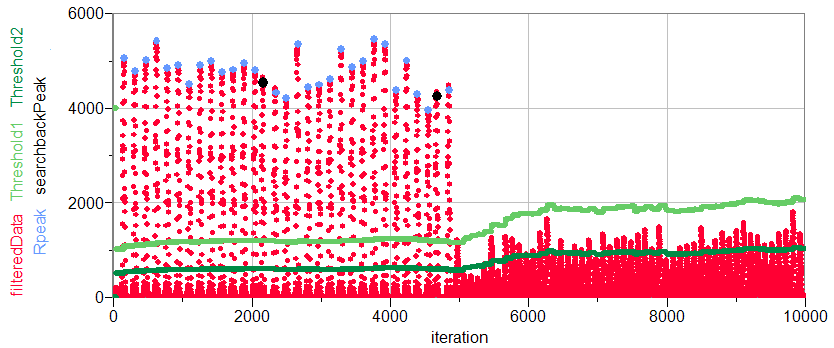 filteredData Threshold1 Threshold2
Rpeak searchbackPeak
6000
4000
2000
0
0 2000 4000 6000 8000 10000
iteration